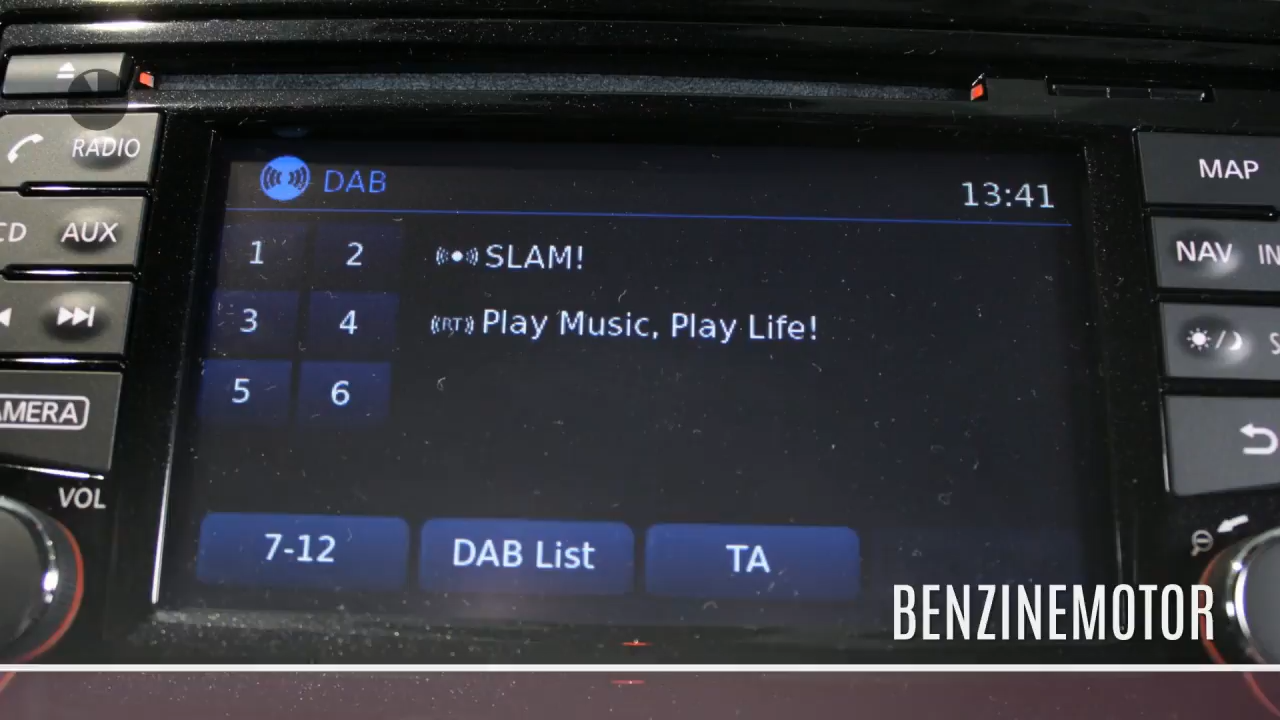 RADIO
CD AUX
AMERA
VOL
DAB
13:41
1 2
3 4
5 6
SLAM!
RT Play Music, Play Life!
7-12 DAB List TA
MAP
NAV IN
S
BENZINEMOTOR